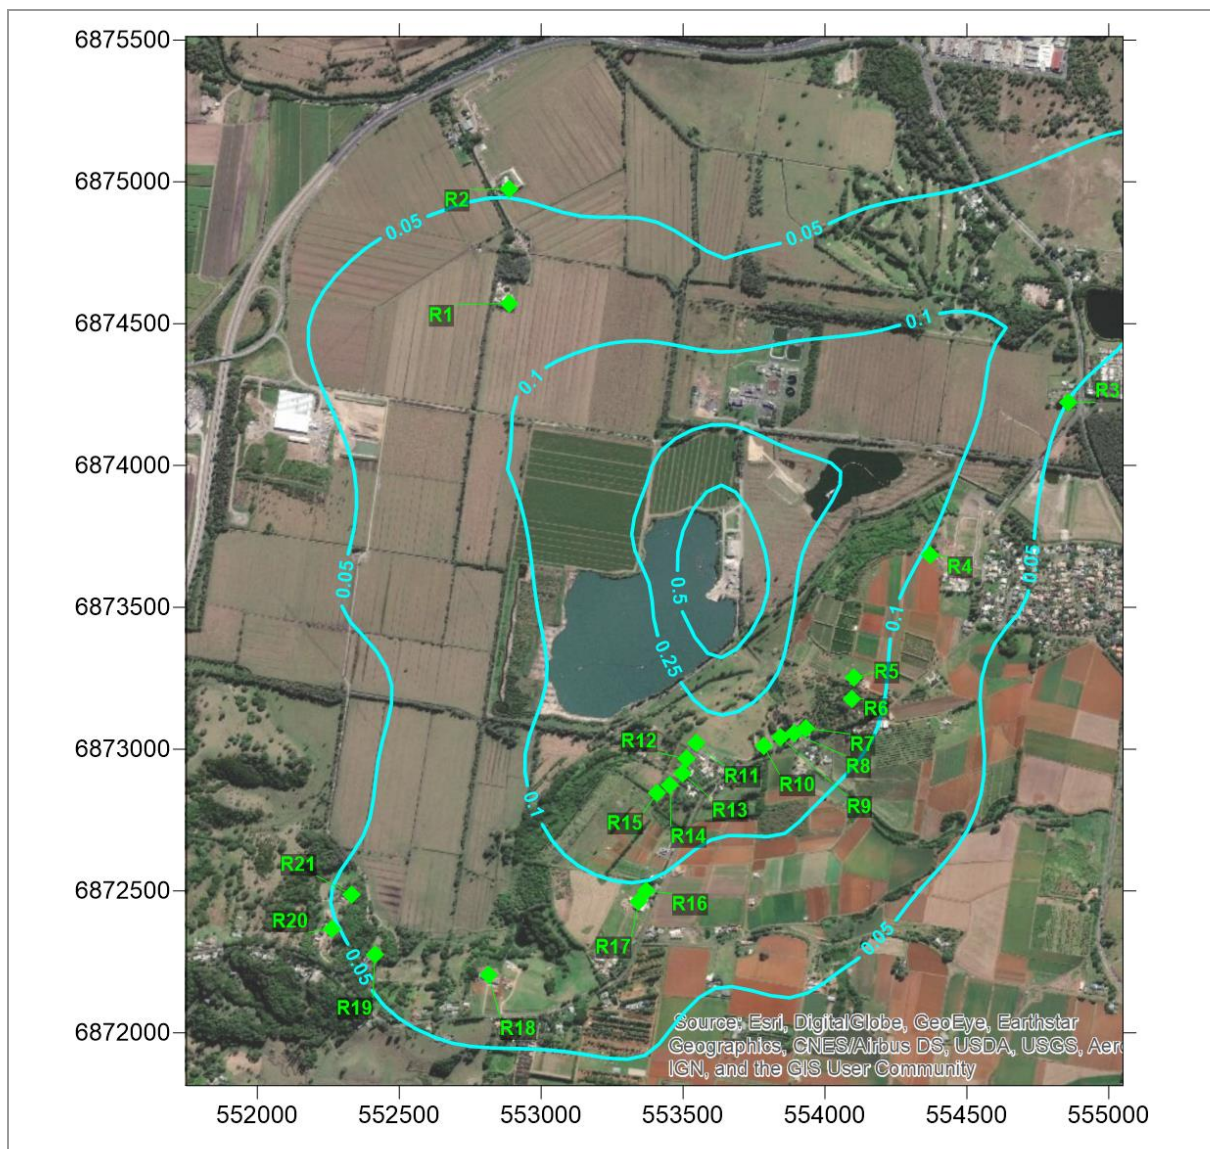 6875500
6875000
R2
0.05
0.05
6874500
R1
0.1
0.1
R3
6874000
0.05
0.5
R4
0.05
6873500
0.1
0.25
R5
R6
6873000
R12
R7
R11
R8
R10
0.1
R13
R9
R15
R14
6872500
R21
R16
R20
R17
0.05
0.05
R19
R18
6872000
Source: Esri, DigitalGlobe, GeoEye, Earthstar
Geographics, CNES/Airbus DS, USDA, USGS, Aer
IGN, and the GIS User Community
552000 552500 553000 553500 554000 554500 555000